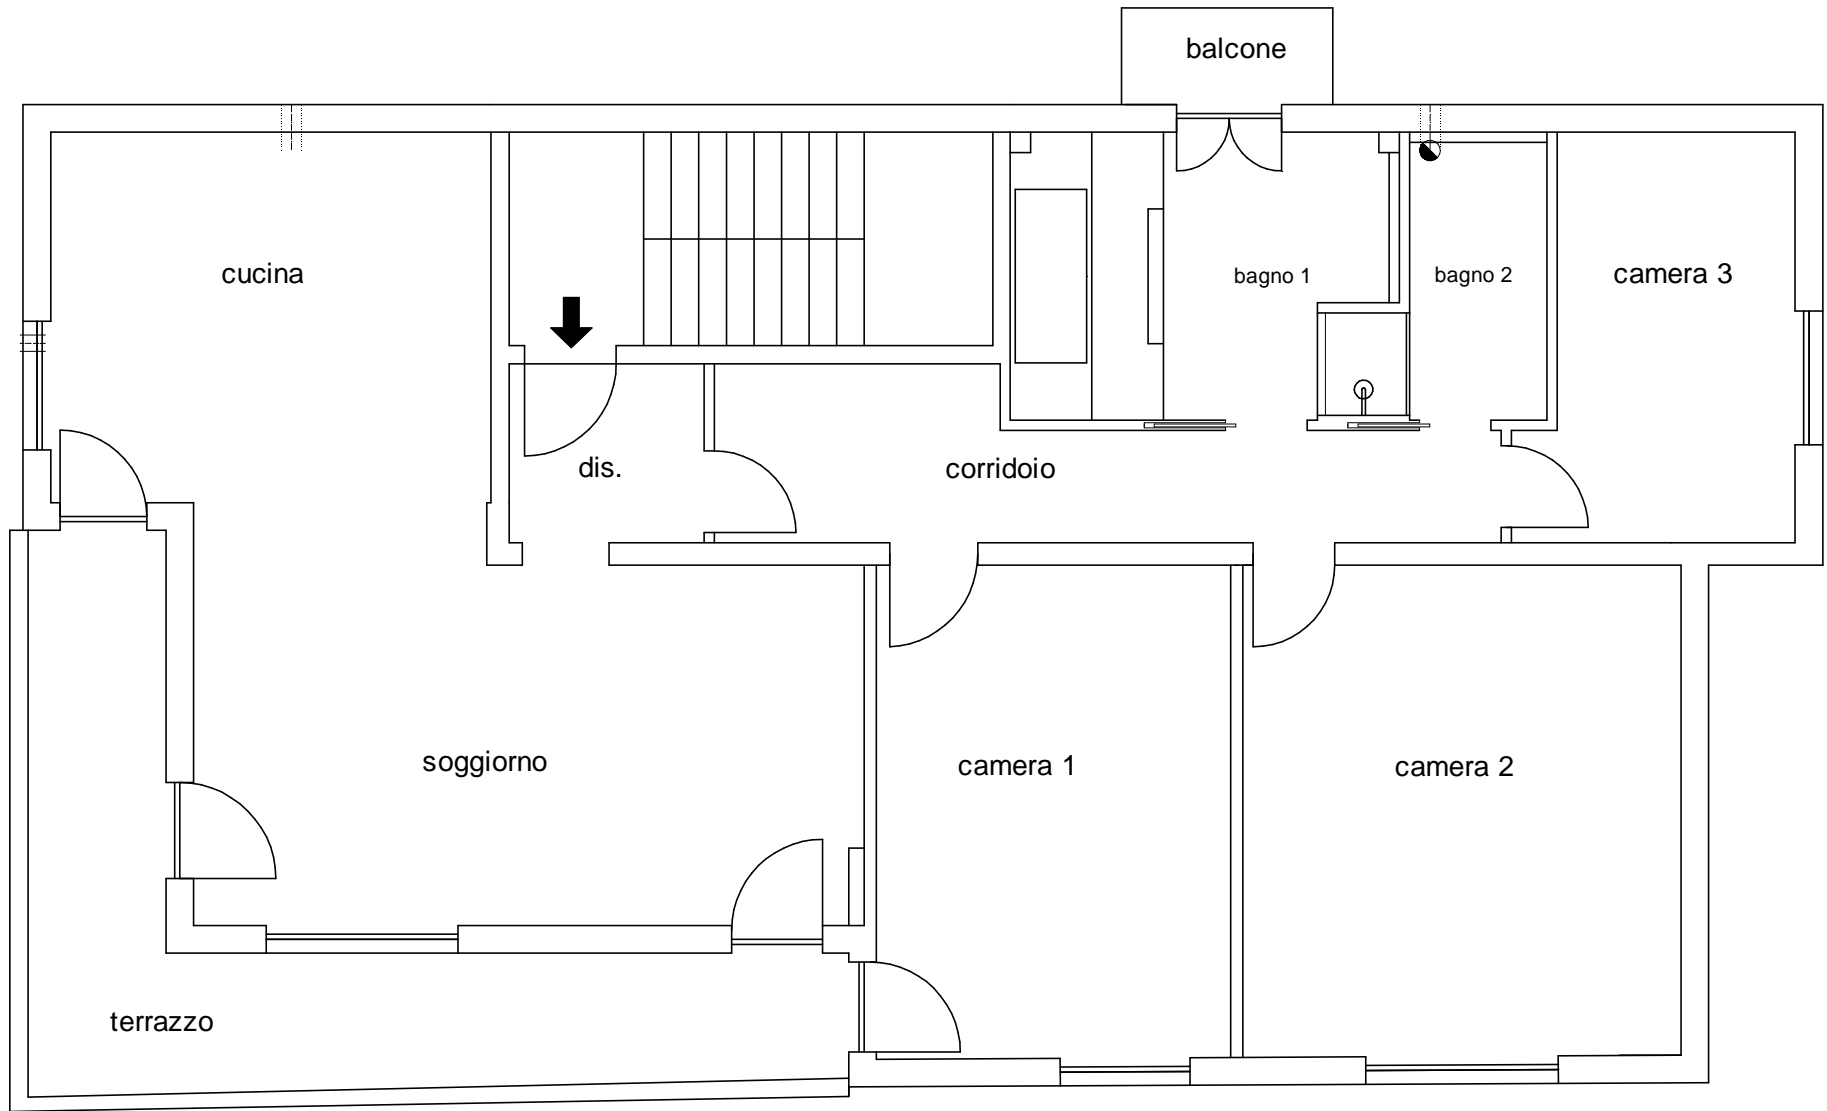 balcone
cucina
bagno 1
bagno 2
camera 3
dis.
corridoio
soggiorno
camera 1
camera 2
terrazzo